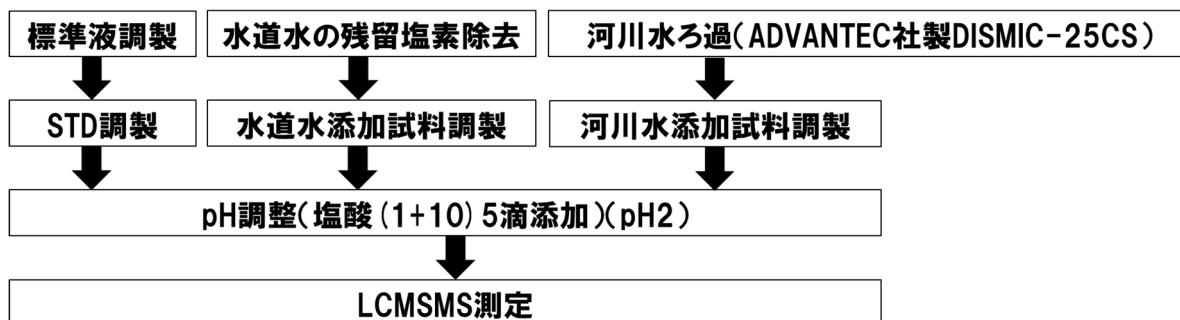 標準液調製
水道水の残留塩素除去
河川水ろ過(ADVANTEC社製DISMIC-25CS)
STD調製
水道水添加試料調製
河川水添加試料調製
pH調整(塩酸(1+10)5滴添加)(pH2)
LCMSMS測定